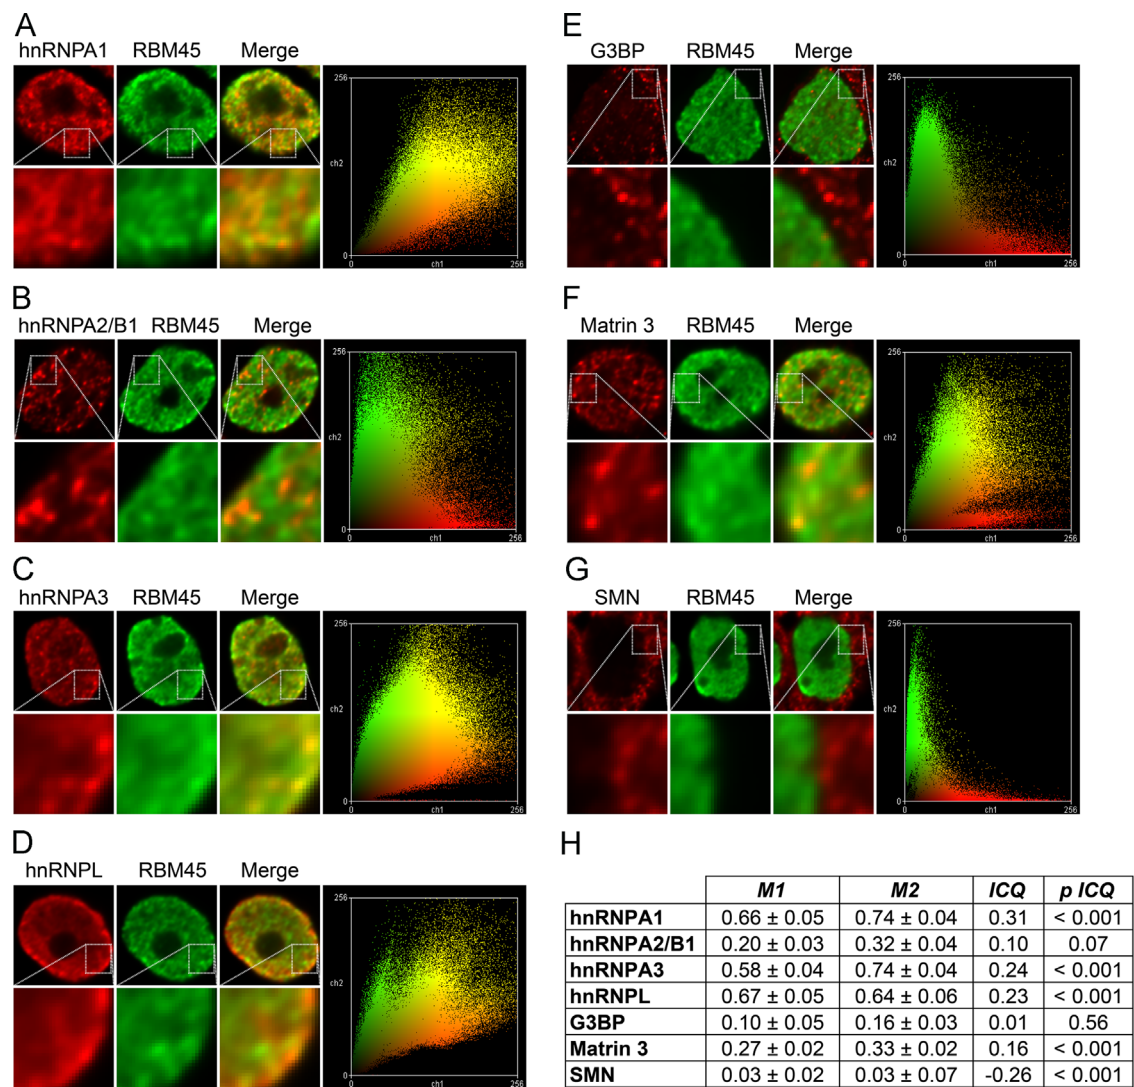 A
hnRNPA1 RBM45 Merge
256
ch2
0
0 ch1 256
B
hnRNPA2/B1 RBM45 Merge
256
ch2
0
0 ch1 256
C
hnRNPA3 RBM45 Merge
256
ch2
0
0 ch1 256
D
hnRNPL RBM45 Merge
256
ch2
0
0 ch1 256
E
G3BP RBM45 Merge
256
ch2
0
0 ch1 256
F
Matrin 3 RBM45 Merge
256
ch2
0
0 ch1 256
G
SMN RBM45 Merge
256
ch2
0
0 ch1 256
H
M1 M2 ICQ p ICQ
hnRNPA1 0.66 ± 0.05 0.74 ± 0.04 0.31 < 0.001
hnRNPA2/B1 0.20 ± 0.03 0.32 ± 0.04 0.10 0.07
hnRNPA3 0.58 ± 0.04 0.74 ± 0.04 0.24 < 0.001
hnRNPL 0.67 ± 0.05 0.64 ± 0.06 0.23 < 0.001
G3BP 0.10 ± 0.05 0.16 ± 0.03 0.01 0.56
Matrin 3 0.27 ± 0.02 0.33 ± 0.02 0.16 < 0.001
SMN 0.03 ± 0.02 0.03 ± 0.07 -0.26 < 0.001